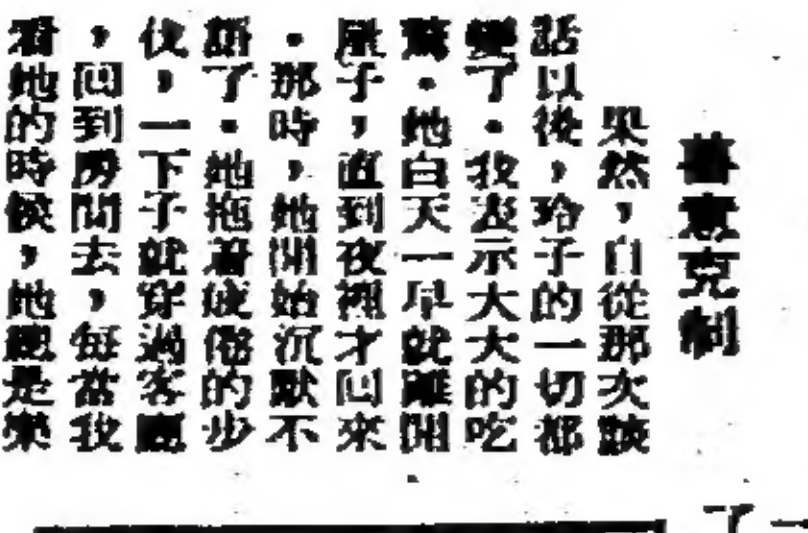 善意克制
果然，自從那次談
話以後，玲子的一切都
變了。我表示大大的吃
驚。她白天一早就離開
屋子，直到夜裡才回來
。那時，她開始沉默不
語了。她拖着疲倦的步
伐，一下子就穿過客廳
，回到房間去，每當我
看她的時候，她總是樂
了一